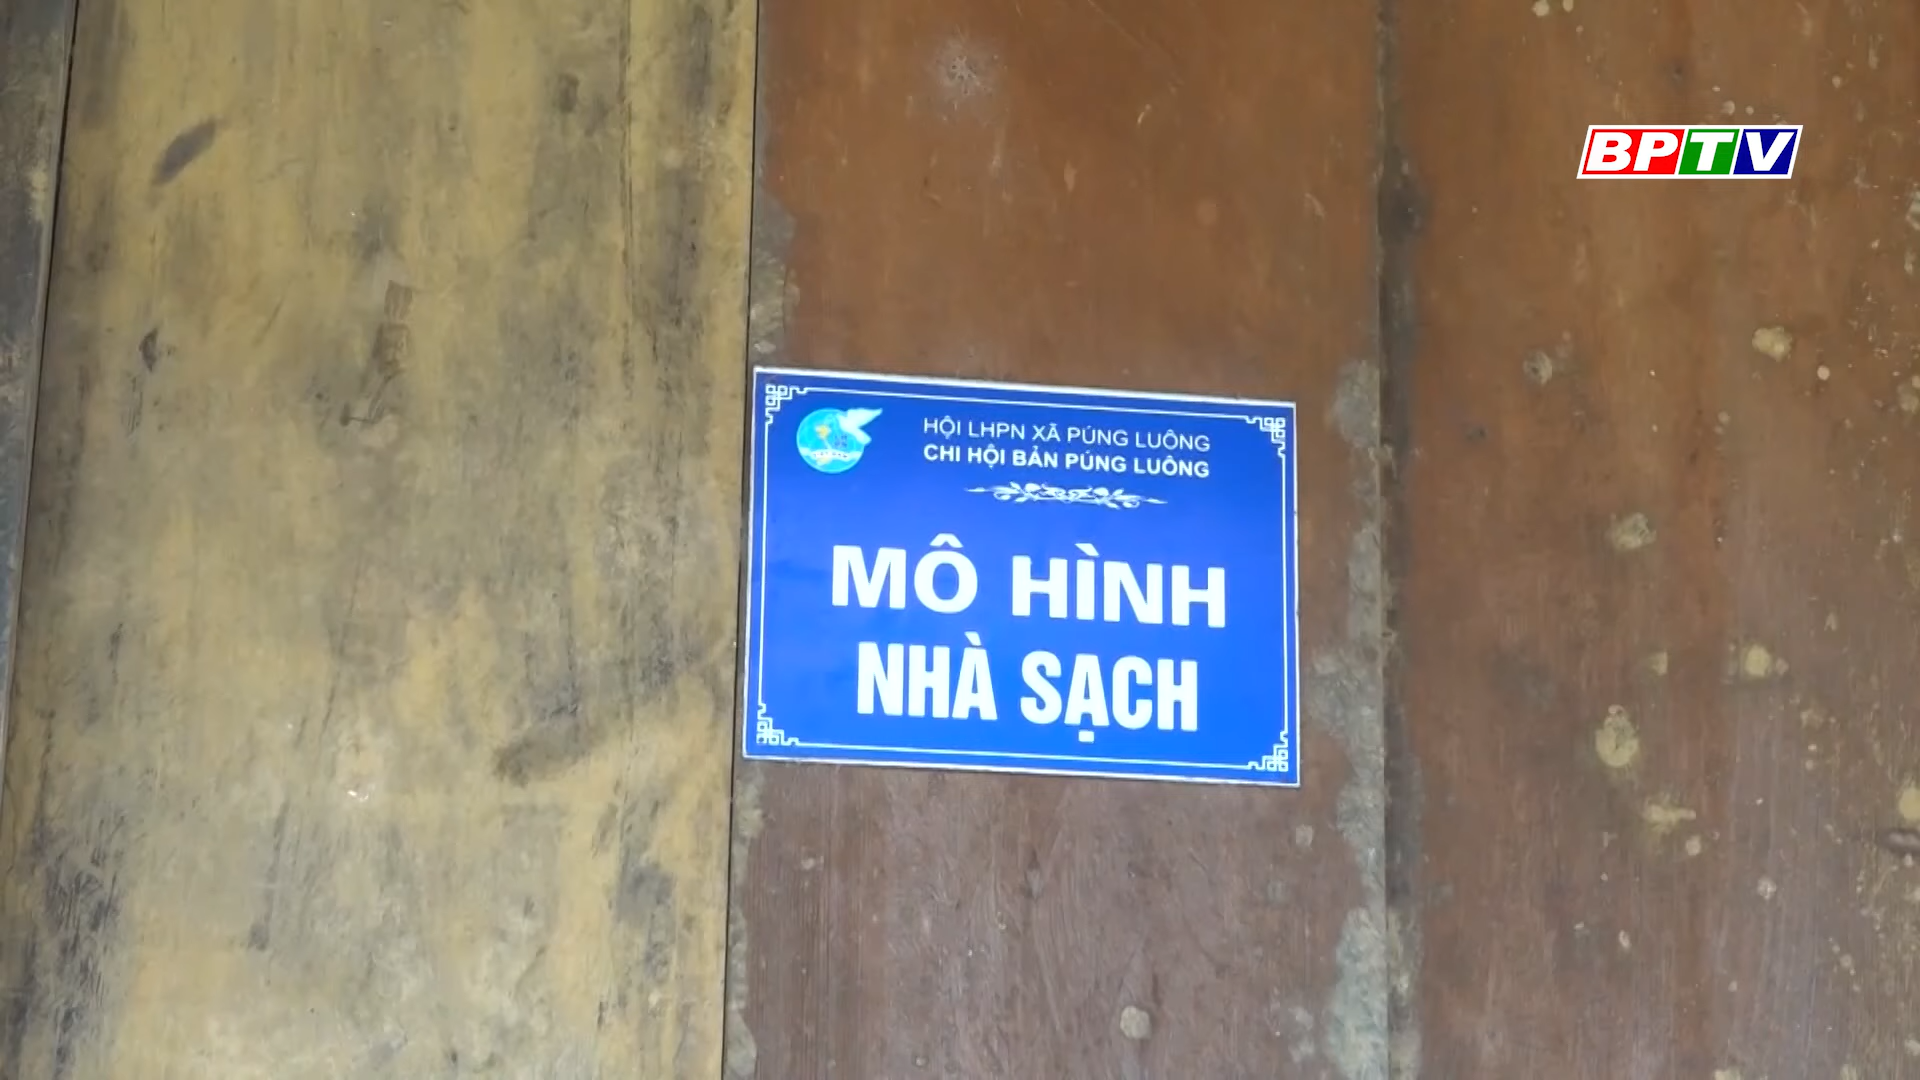 BPTV
HỘI LHPN XÃ PÚNG LUÔNG
CHI HỘI BẢN PÚNG LUÔNG
MÔ HÌNH
NHÀ SẠCH